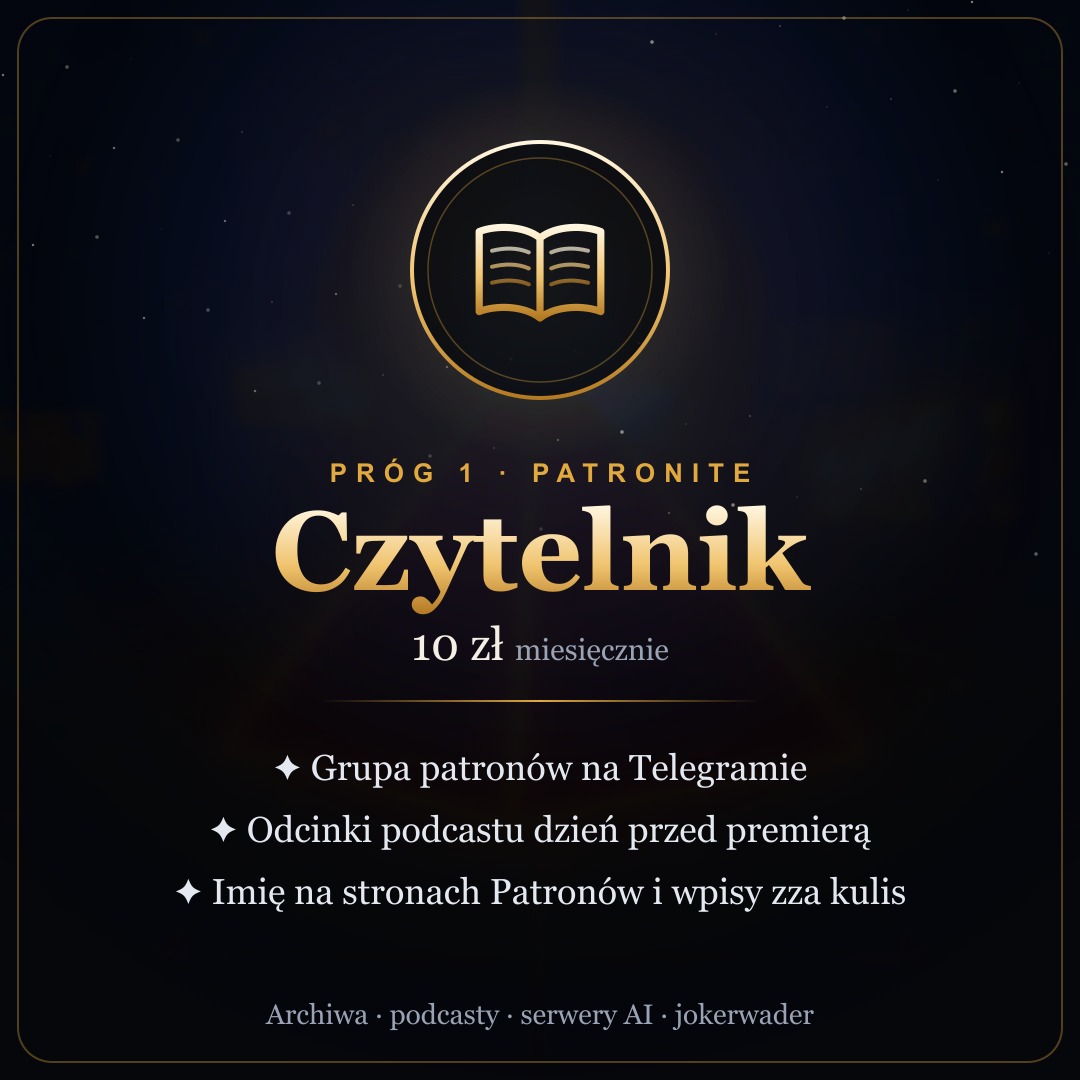 PRÓG 1 · PATRONITE
Czytelnik
10 zł miesięcznie
✦ Grupa patronów na Telegramie
✦ Odcinki podcastu dzień przed premierą
✦ Imię na stronach Patronów i wpisy zza kulis
Archiwa · podcasty · serwery AI · jokerwader